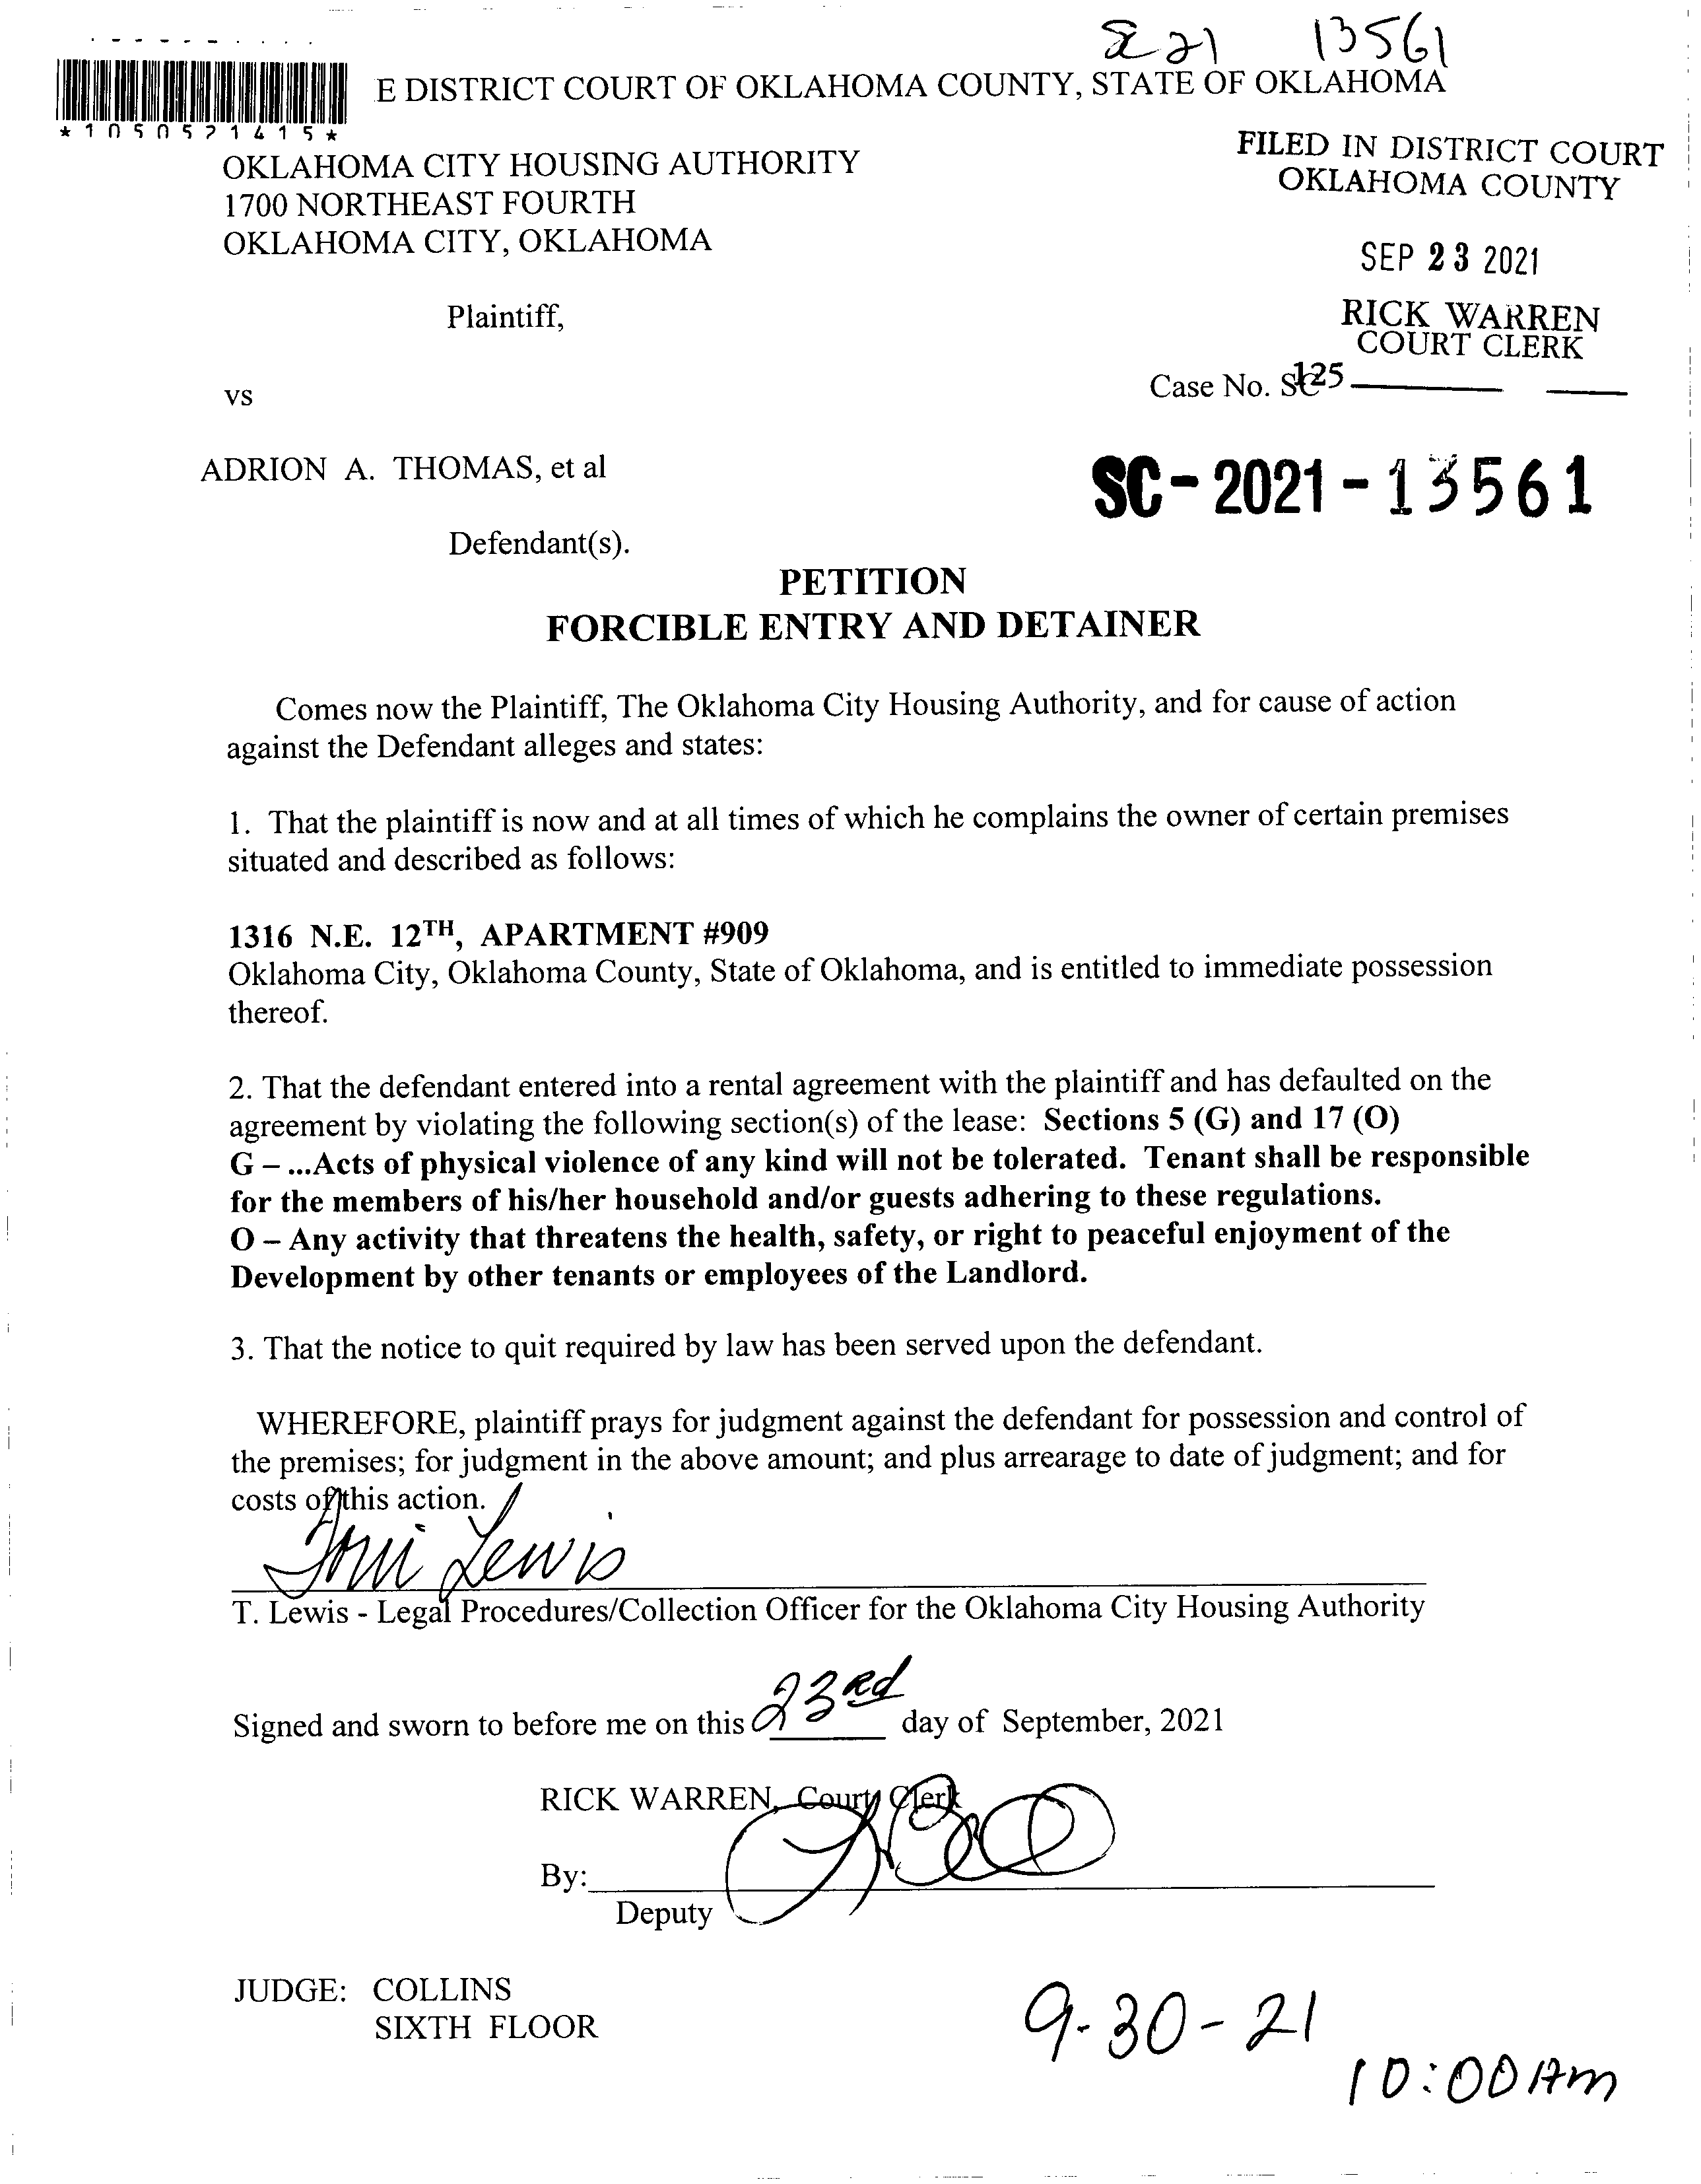 SC 21 13561
E DISTRICT COURT OF OKLAHOMA COUNTY, STATE OF OKLAHOMA
*1050521415*
OKLAHOMA CITY HOUSING AUTHORITY
1700 NORTHEAST FOURTH
OKLAHOMA CITY, OKLAHOMA
FILED IN DISTRICT COURT
OKLAHOMA COUNTY
SEP 23 2021
RICK WARREN
COURT CLERK
Plaintiff,
125
Case No. SC
vs
ADRION A. THOMAS, et al
SC-2021-13561
Defendant(s).
PETITION
FORCIBLE ENTRY AND DETAINER
Comes now the Plaintiff, The Oklahoma City Housing Authority, and for cause of action
against the Defendant alleges and states:
1. That the plaintiff is now and at all times of which he complains the owner of certain premises
situated and described as follows:
1316 N.E. 12TH, APARTMENT #909
Oklahoma City, Oklahoma County, State of Oklahoma, and is entitled to immediate possession
thereof.
2. That the defendant entered into a rental agreement with the plaintiff and has defaulted on the
agreement by violating the following section(s) of the lease: Sections 5 (G) and 17 (O)
G – ...Acts of physical violence of any kind will not be tolerated. Tenant shall be responsible
for the members of his/her household and/or guests adhering to these regulations.
O – Any activity that threatens the health, safety, or right to peaceful enjoyment of the
Development by other tenants or employees of the Landlord.
3. That the notice to quit required by law has been served upon the defendant.
WHEREFORE, plaintiff prays for judgment against the defendant for possession and control of
the premises; for judgment in the above amount; and plus arrearage to date of judgment; and for
costs of this action.
Toni Lewis
T. Lewis - Legal Procedures/Collection Officer for the Oklahoma City Housing Authority
Signed and sworn to before me on this 23rd day of September, 2021
RICK WARREN, Court Clerk
By:
Deputy
JUDGE: COLLINS
SIXTH FLOOR
9-30-21
10:00 AM